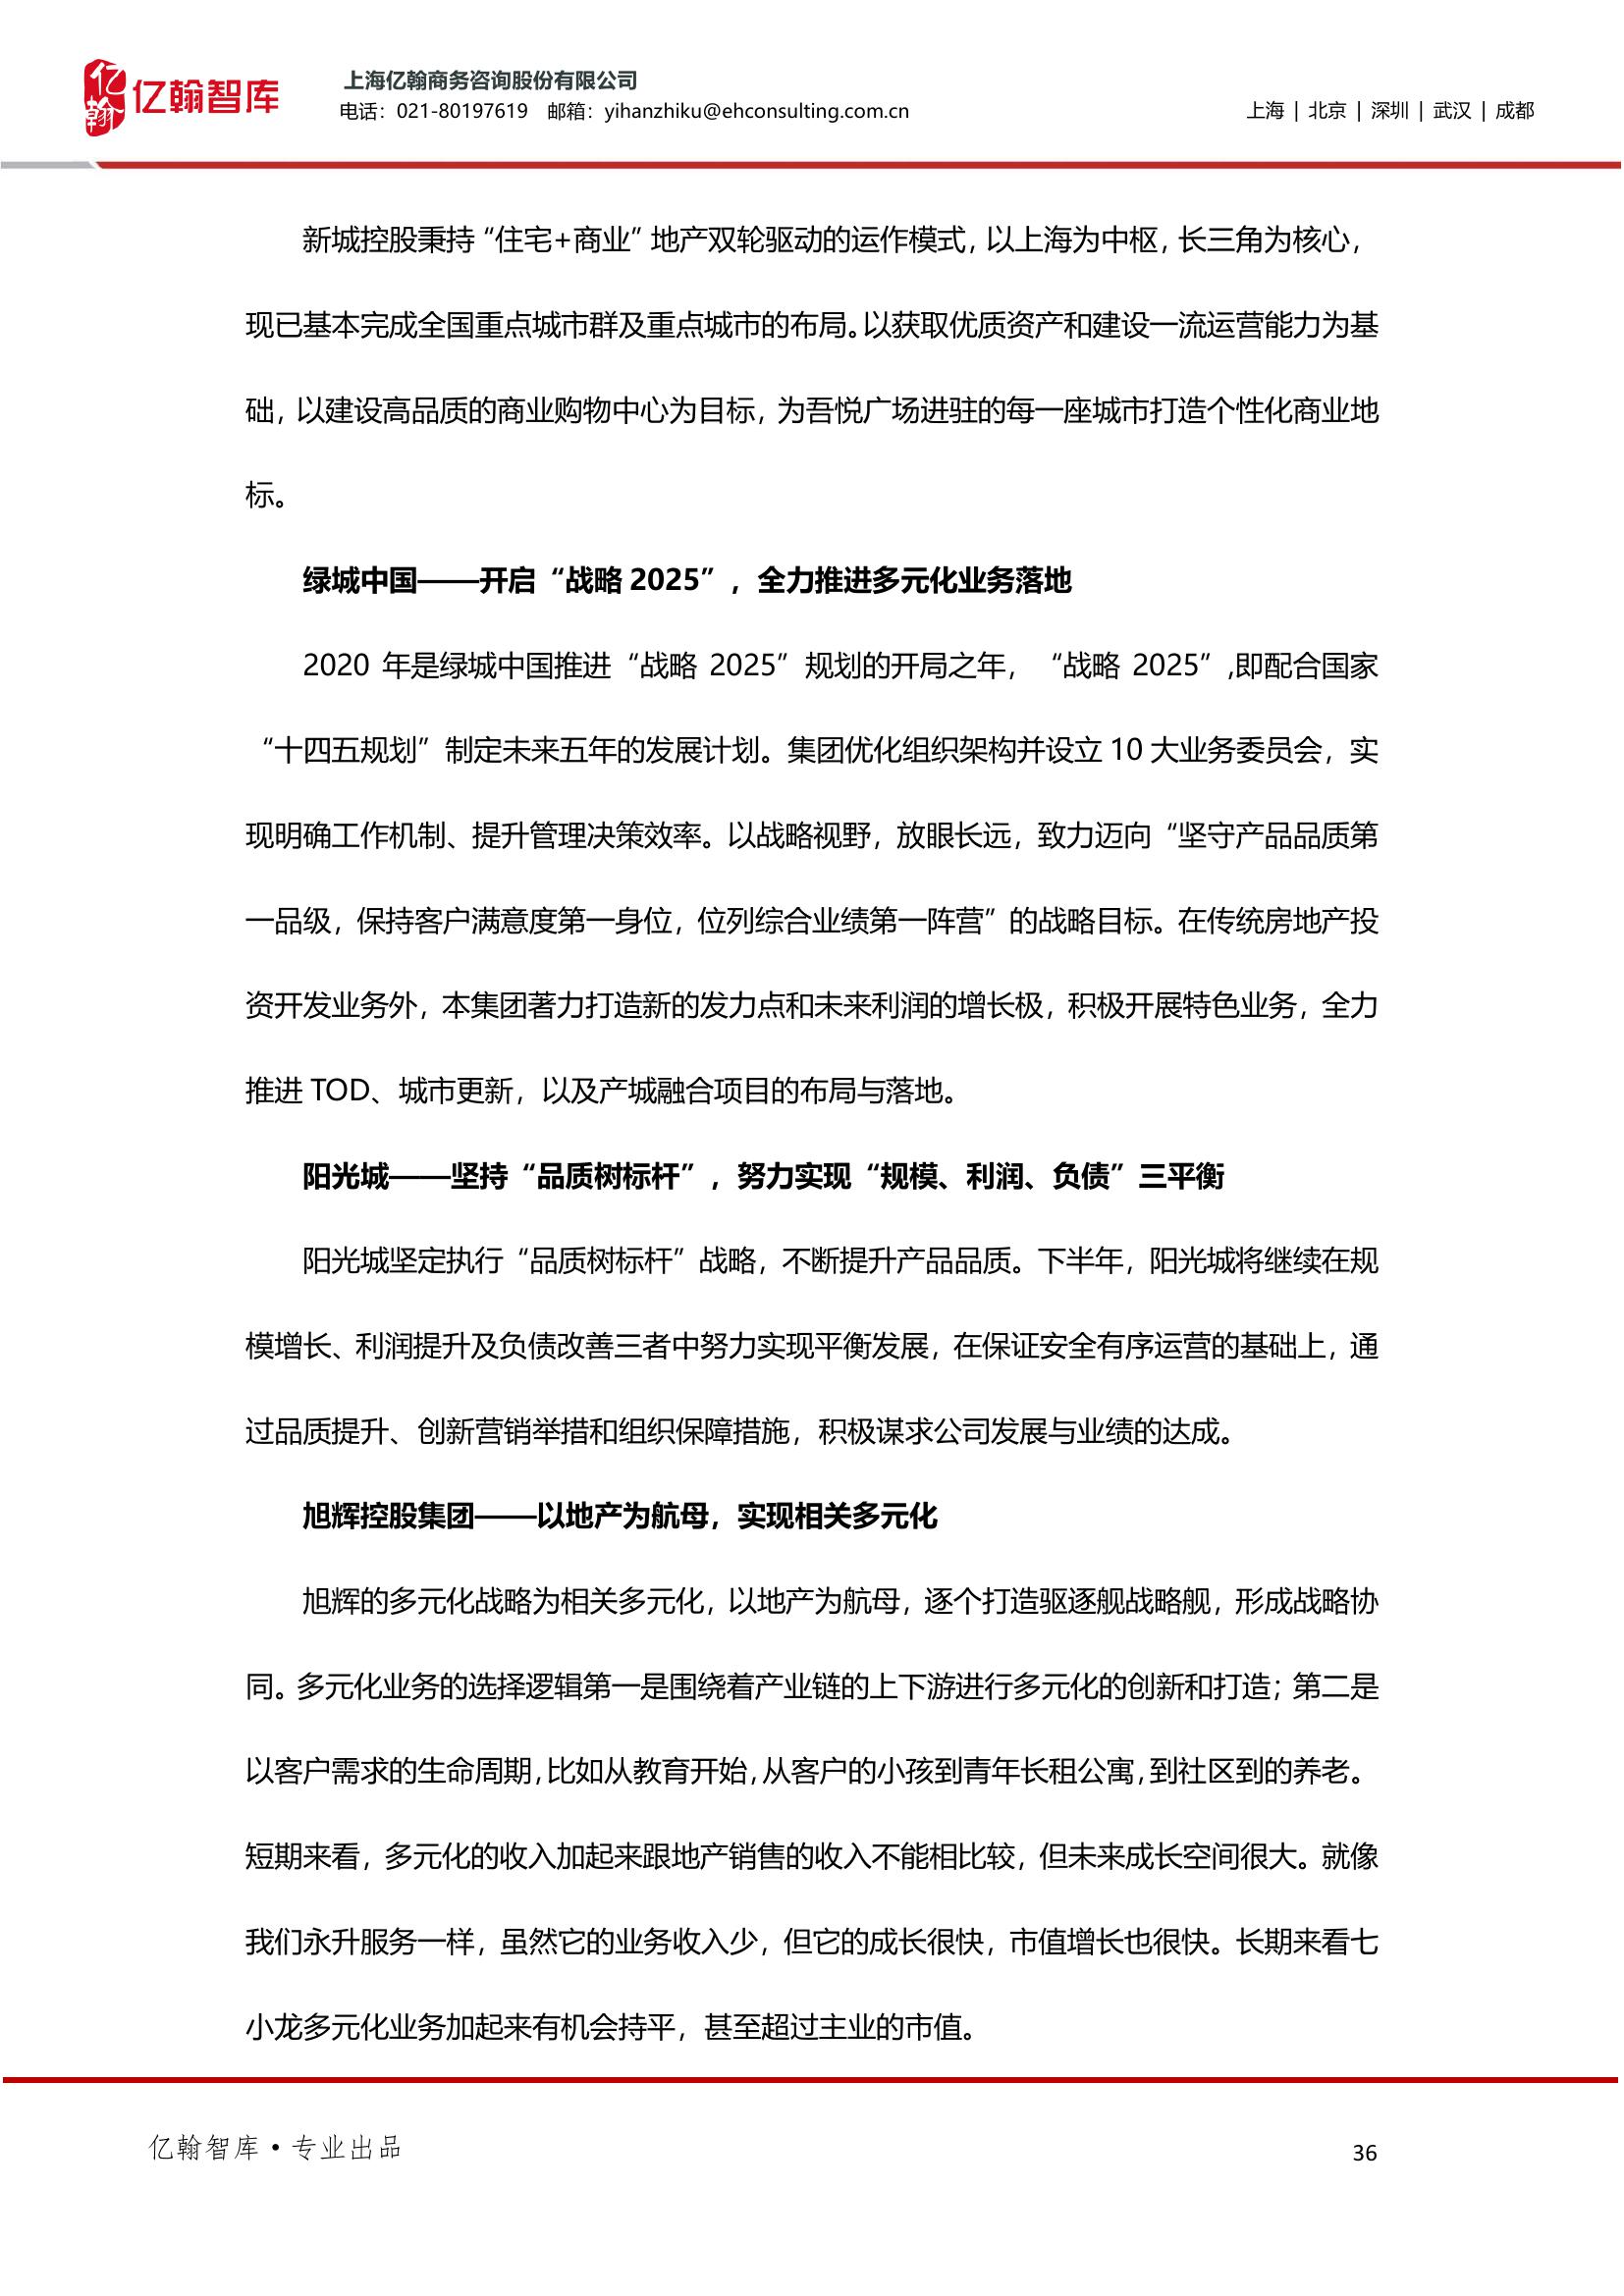 亿翰
亿翰智库
上海亿翰商务咨询股份有限公司
电话：021-80197619 邮箱：yihanzhiku@ehconsulting.com.cn
上海 | 北京 | 深圳 | 武汉 | 成都
新城控股秉持“住宅+商业”地产双轮驱动的运作模式，以上海为中枢，长三角为核心，
现已基本完成全国重点城市群及重点城市的布局。以获取优质资产和建设一流运营能力为基
础，以建设高品质的商业购物中心为目标，为吾悦广场进驻的每一座城市打造个性化商业地
标。
绿城中国——开启“战略 2025”，全力推进多元化业务落地
2020 年是绿城中国推进“战略 2025”规划的开局之年，“战略 2025”,即配合国家
“十四五规划”制定未来五年的发展计划。集团优化组织架构并设立 10 大业务委员会，实
现明确工作机制、提升管理决策效率。以战略视野，放眼长远，致力迈向“坚守产品品质第
一品级，保持客户满意度第一身位，位列综合业绩第一阵营”的战略目标。在传统房地产投
资开发业务外，本集团著力打造新的发力点和未来利润的增长极，积极开展特色业务，全力
推进 TOD、城市更新，以及产城融合项目的布局与落地。
阳光城——坚持“品质树标杆”，努力实现“规模、利润、负债”三平衡
阳光城坚定执行“品质树标杆”战略，不断提升产品品质。下半年，阳光城将继续在规
模增长、利润提升及负债改善三者中努力实现平衡发展，在保证安全有序运营的基础上，通
过品质提升、创新营销举措和组织保障措施，积极谋求公司发展与业绩的达成。
旭辉控股集团——以地产为航母，实现相关多元化
旭辉的多元化战略为相关多元化，以地产为航母，逐个打造驱逐舰战略舰，形成战略协
同。多元化业务的选择逻辑第一是围绕着产业链的上下游进行多元化的创新和打造；第二是
以客户需求的生命周期，比如从教育开始，从客户的小孩到青年长租公寓，到社区到的养老。
短期来看，多元化的收入加起来跟地产销售的收入不能相比较，但未来成长空间很大。就像
我们永升服务一样，虽然它的业务收入少，但它的成长很快，市值增长也很快。长期来看七
小龙多元化业务加起来有机会持平，甚至超过主业的市值。
亿翰智库•专业出品
36